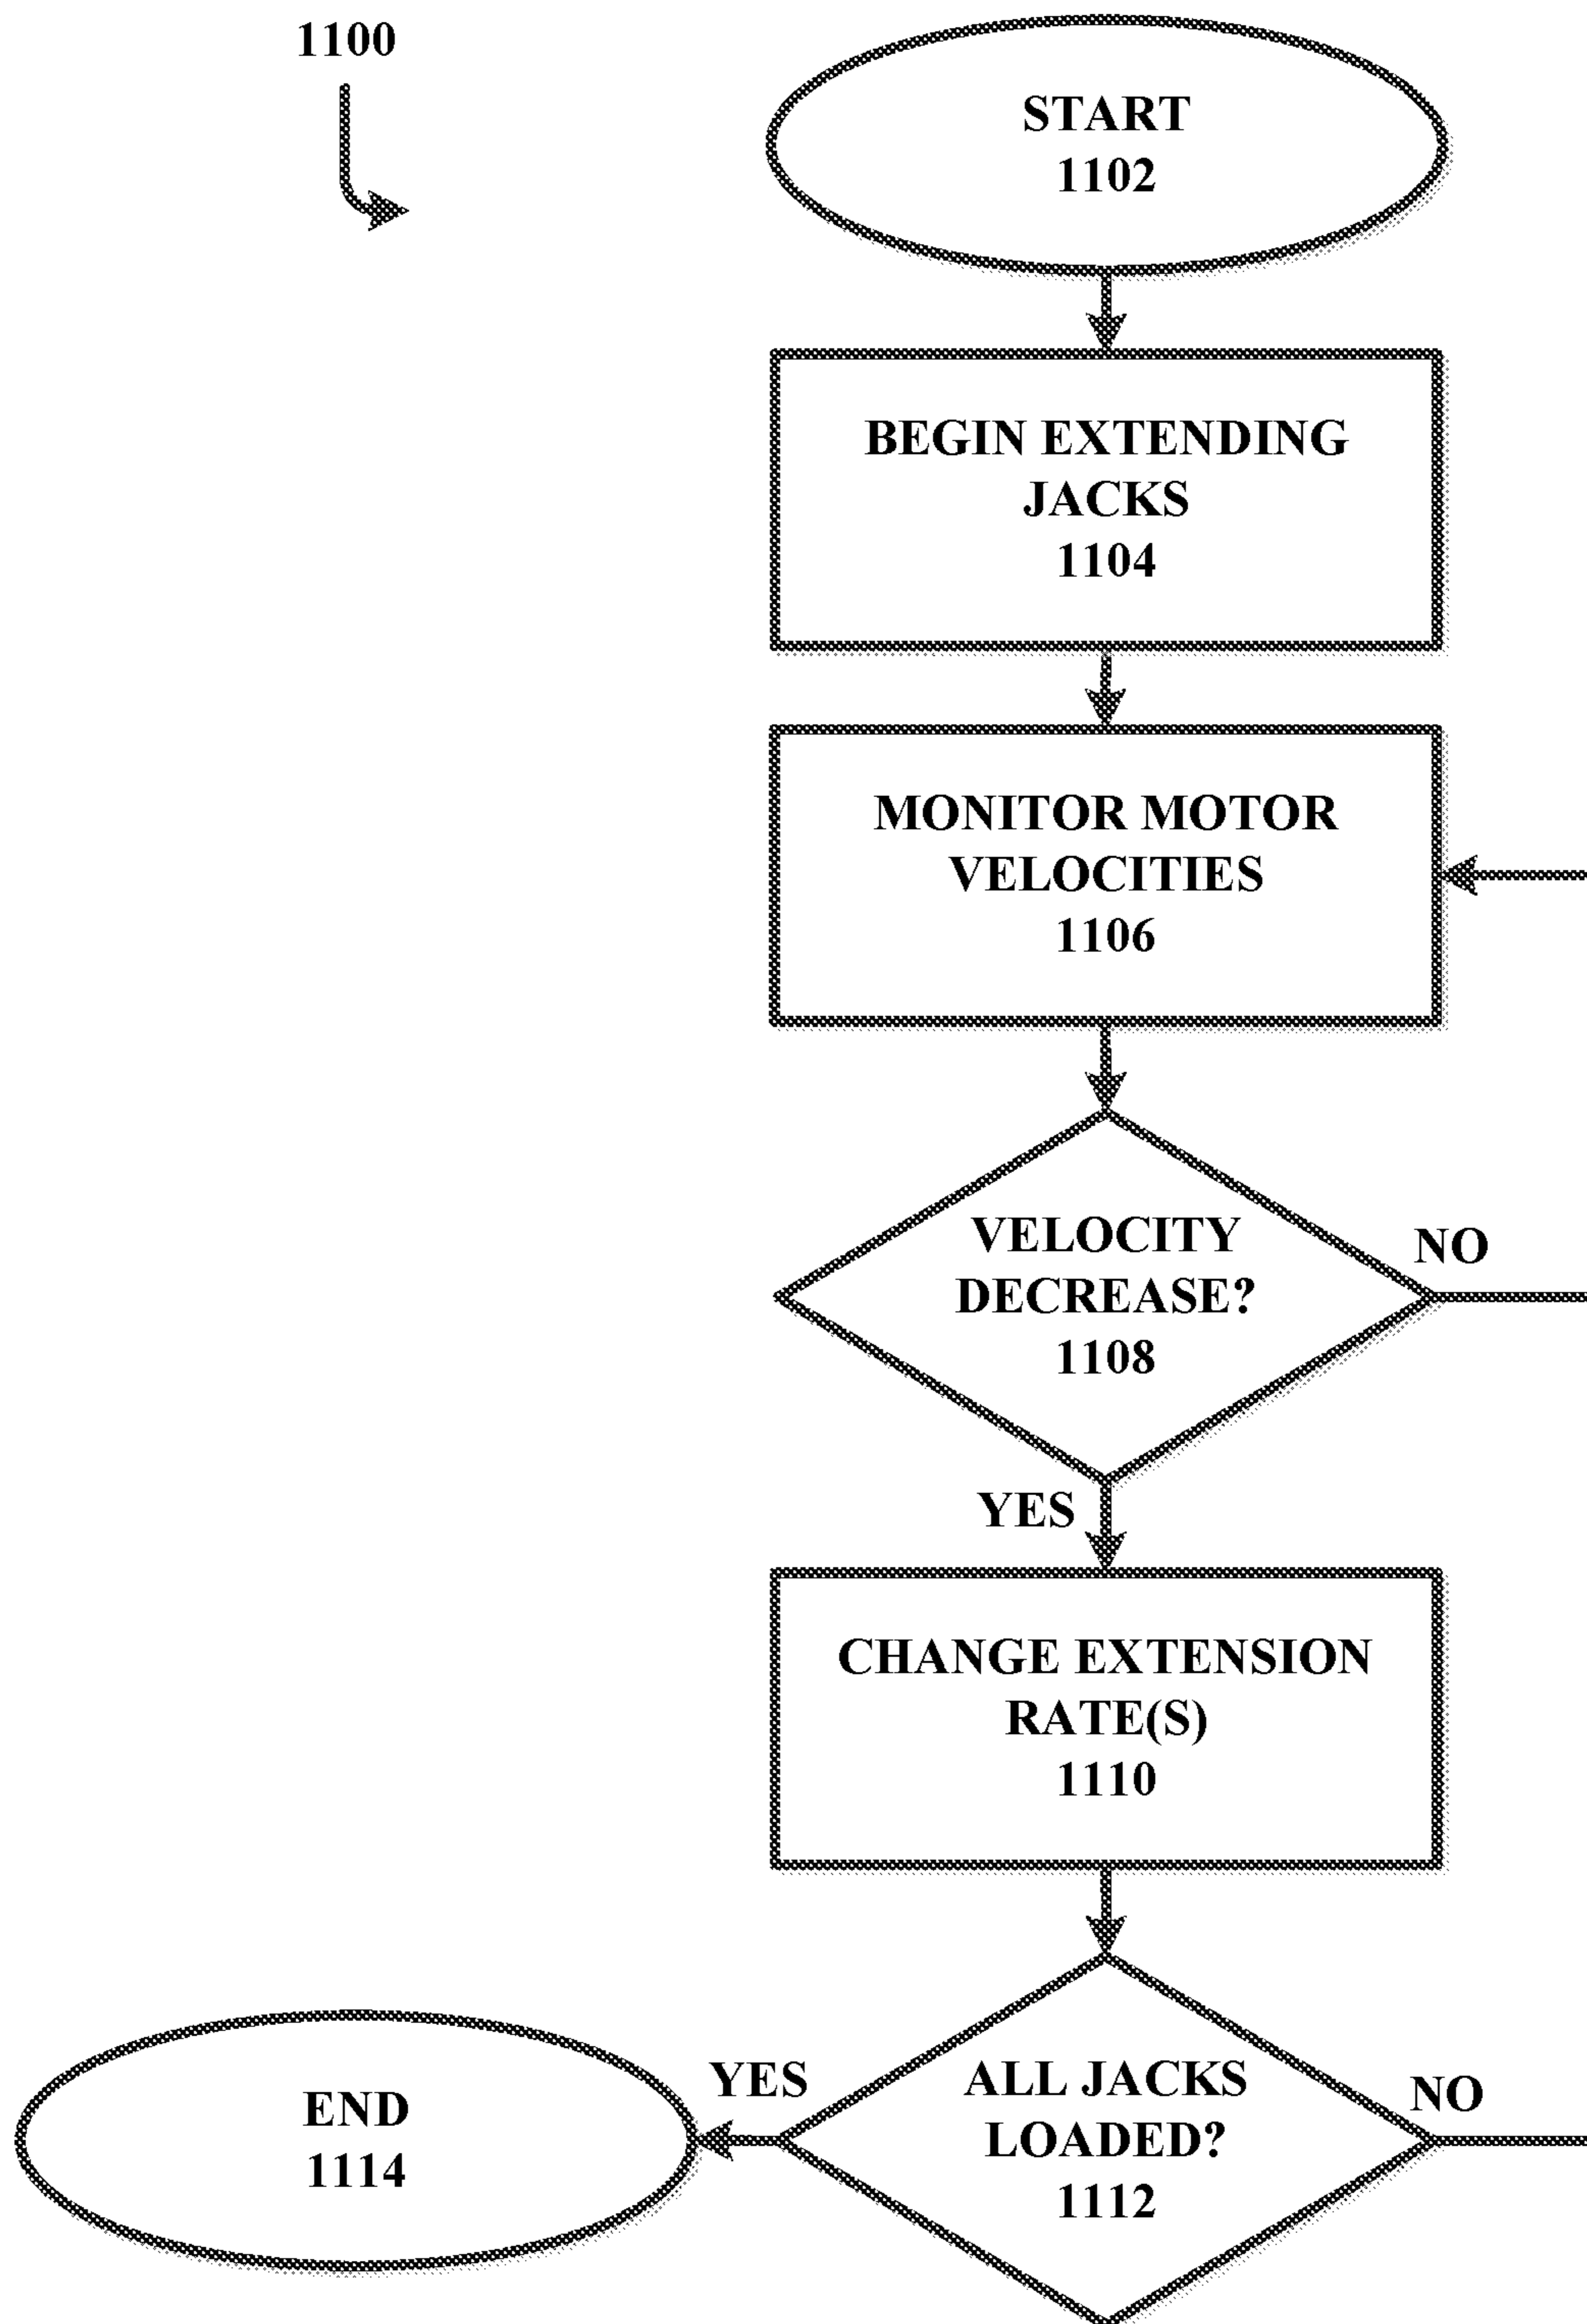 1100
START
1102
BEGIN EXTENDING
JACKS
1104
MONITOR MOTOR
VELOCITIES
1106
VELOCITY
DECREASE?
1108
NO
YES
CHANGE EXTENSION
RATE(S)
1110
ALL JACKS
LOADED?
1112
YES
NO
END
1114